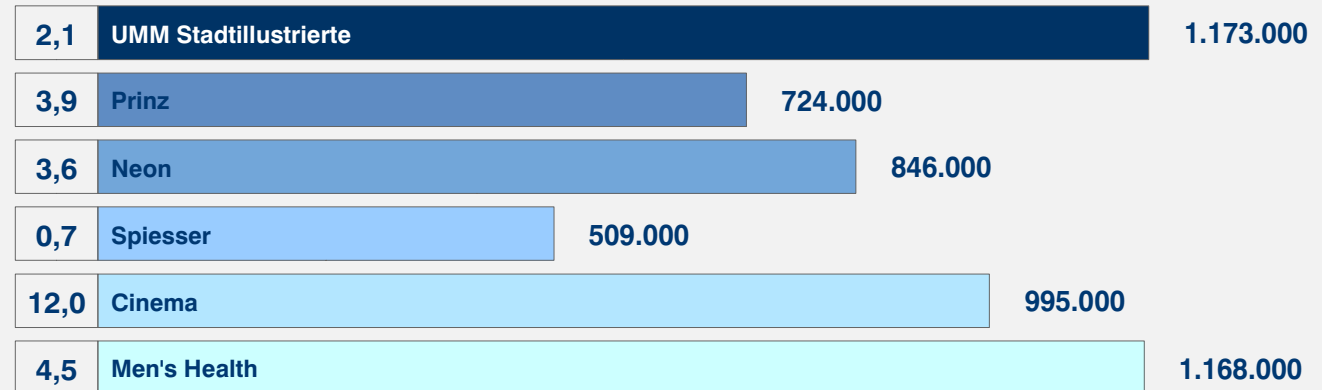 2,1 UMM Stadtillustrierte 1.173.000
3,9 Prinz 724.000
3,6 Neon 846.000
0,7 Spiesser 509.000
12,0 Cinema 995.000
4,5 Men's Health 1.168.000